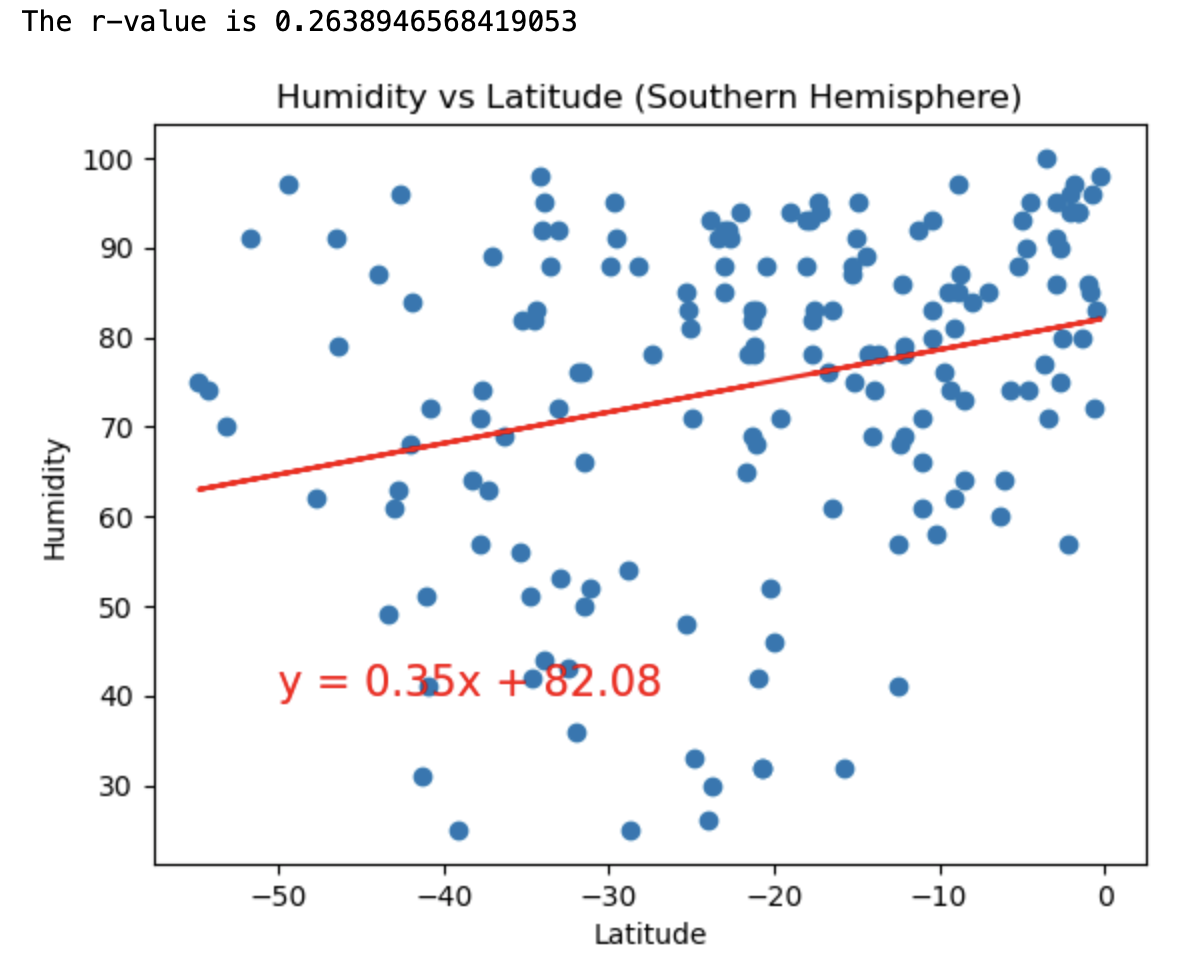 The r-value is 0.2638946568419053
Humidity vs Latitude (Southern Hemisphere)
100
90
80
70
60
50
40
30
Humidity
y = 0.35x + 82.08
−50 −40 −30 −20 −10 0
Latitude